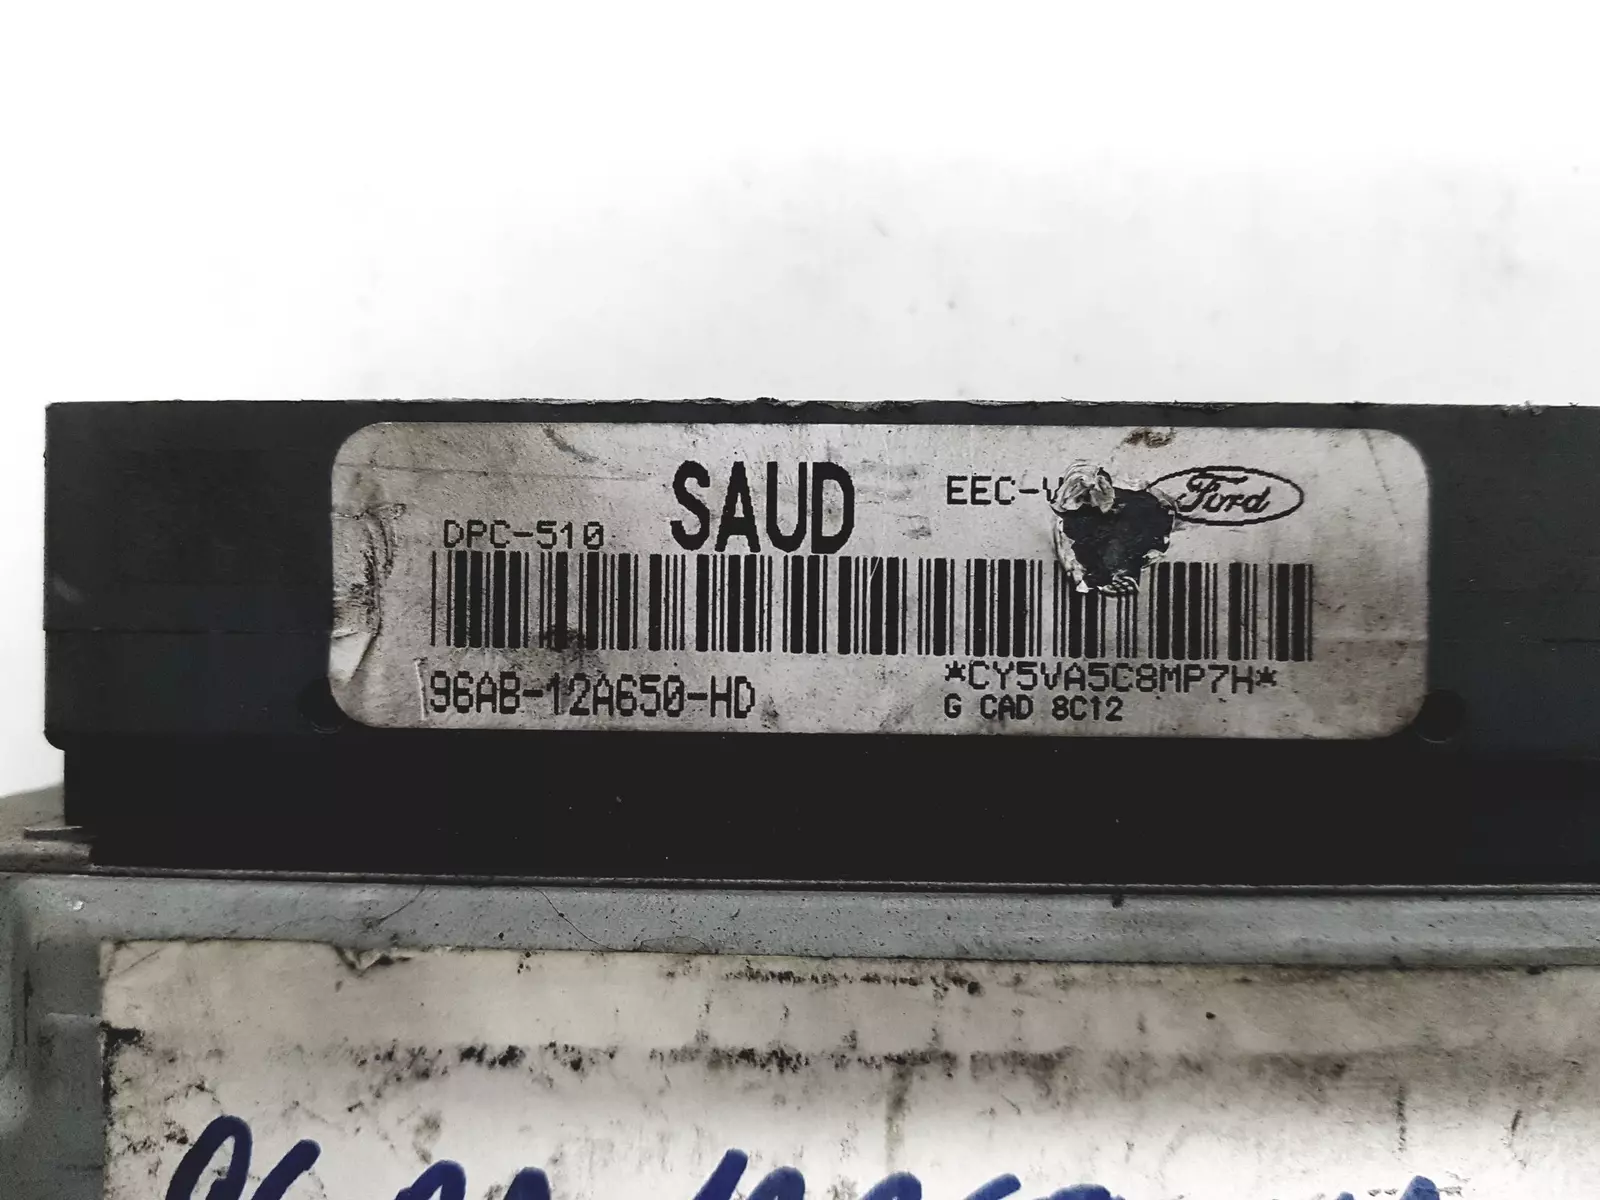 SAUD
EEC-V
Ford
DPC-510
96AB-12A650-HD
*CY5VA5C8MP7H*
G CAD 8C12